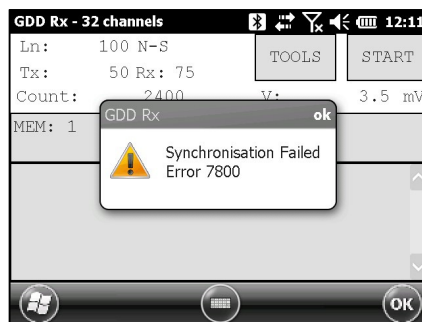 GDD Rx - 32 channels 12:11
Ln: 100 N-S
Tx: 50 Rx: 75
TOOLS
START
Count: 2400 V: 3.5 mV
MEM: 1
GDD Rx ok
Synchronisation Failed
Error 7800
OK